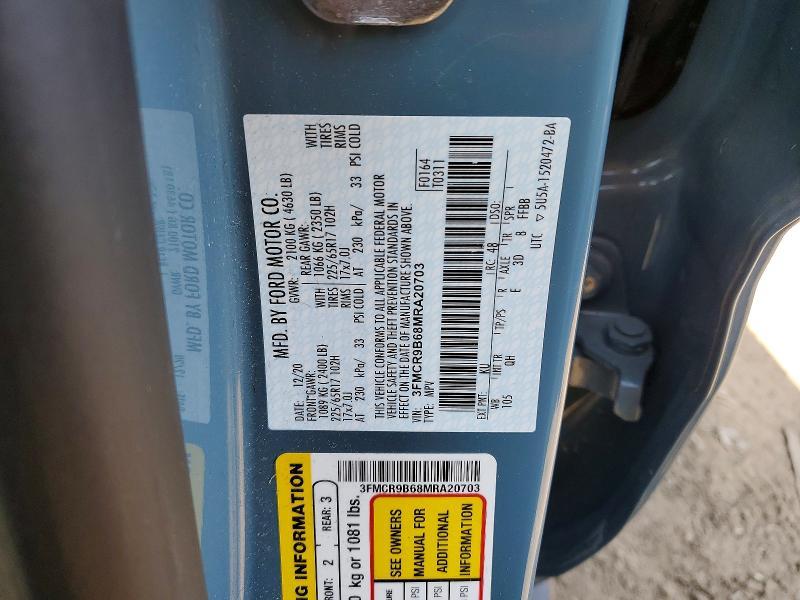 MFD. BY FORD MOTOR CO.
DATE: 12/20
GVWR: 2100 KG ( 4630 LB)
FRONT GAWR:
REAR GAWR:
1089 KG ( 2400 LB) WITH
1066 KG ( 2350 LB) WITH
225/65R17 102H TIRES
225/65R17 102H TIRES
17x7.0J RIMS
17x7.0J RIMS
AT 230 kPa/ 33 PSI COLD
AT 230 kPa/ 33 PSI COLD
THIS VEHICLE CONFORMS TO ALL APPLICABLE FEDERAL MOTOR
VEHICLE SAFETY AND THEFT PREVENTION STANDARDS IN
EFFECT ON THE DATE OF MANUFACTURE SHOWN ABOVE.
VIN: 3FMCR9B68MRA20703
TYPE: MPV
F0164
T0311
EXT PNT: KU RC: 48 DSO:
WB INT TR TP/PS R AXLE TR SPR
105 QH E 3D 8 FFBB
UTC ▽ 5U5A-1520472-BA
3FMCR9B68MRA20703
ING INFORMATION
FRONT: 2 REAR: 3
kg or 1081 lbs.
SEE OWNERS
MANUAL FOR
ADDITIONAL
INFORMATION
PSI
PSI